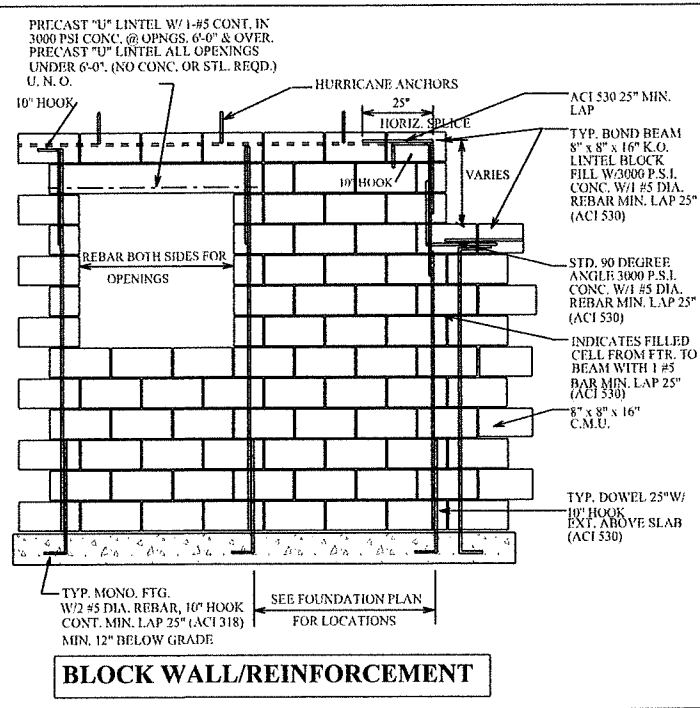 PRECAST "U" LINTEL W/ 1-#5 CONT. IN
3000 PSI CONC. @ OPNGS. 6'-0" & OVER.
PRECAST "U" LINTEL ALL OPENINGS
UNDER 6'-0". (NO CONC. OR STL. REQD.)
U. N. O.
10" HOOK
HURRICANE ANCHORS
25"
HORIZ. SPLICE
10" HOOK
VARIES
ACI 530 25" MIN.
LAP
TYP. BOND BEAM
8" x 8" x 16" K.O.
LINTEL BLOCK
FILL W/3000 P.S.I.
CONC. W/1 #5 DIA.
REBAR MIN. LAP 25"
(ACI 530)
REBAR BOTH SIDES FOR
OPENINGS
STD. 90 DEGREE
ANGLE 3000 P.S.I.
CONC. W/1 #5 DIA.
REBAR MIN. LAP 25"
(ACI 530)
INDICATES FILLED
CELL FROM FTR. TO
BEAM WITH 1 #5
BAR MIN. LAP 25"
(ACI 530)
8" x 8" x 16"
C.M.U.
TYP. DOWEL 25"W/
10" HOOK
EXT. ABOVE SLAB
(ACI 530)
TYP. MONO. FTG.
W/2 #5 DIA. REBAR, 10" HOOK
CONT. MIN. LAP 25" (ACI 318)
MIN. 12" BELOW GRADE
SEE FOUNDATION PLAN
FOR LOCATIONS
BLOCK WALL/REINFORCEMENT